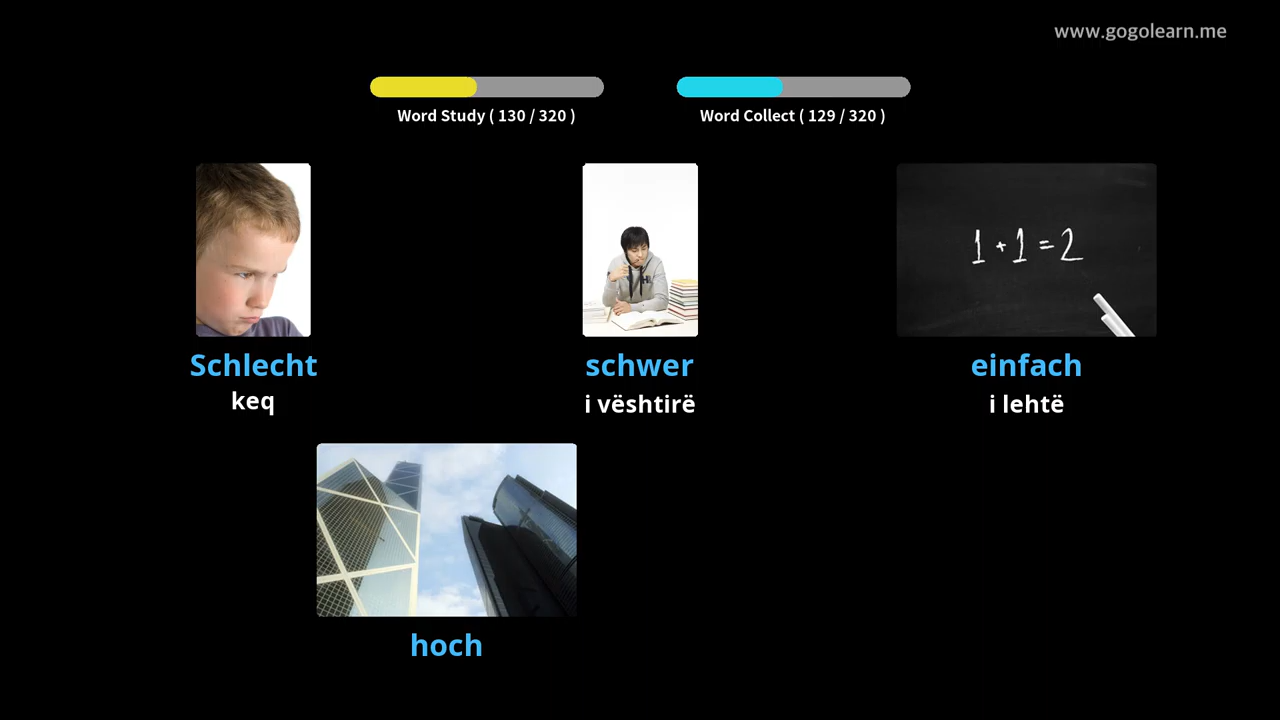 www.gogolearn.me
Word Study ( 130 / 320 )
Word Collect ( 129 / 320 )
1 + 1 = 2
Schlecht
schwer
einfach
keq
i vështirë
i lehtë
hoch